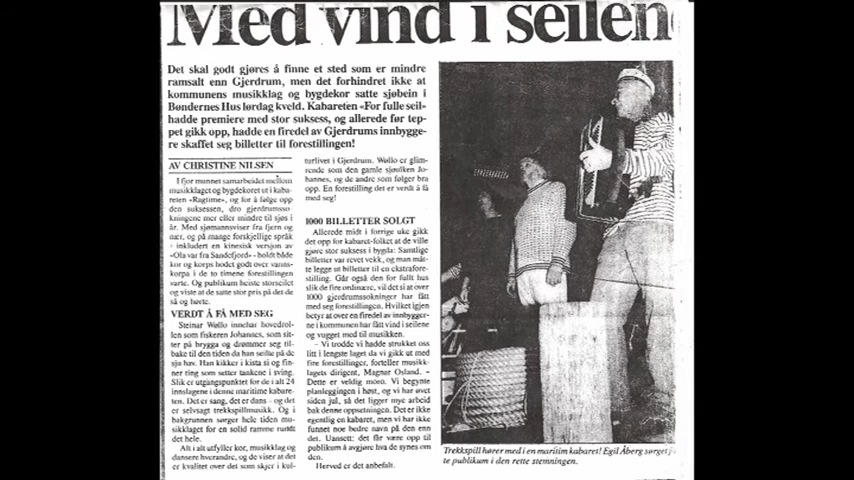 Med vind i seilene
Det skal godt gjøres å finne et sted som er mindre
ramsalt enn Gjerdrum, men det forhindret ikke at
kommunens musikklag og bygdekor satte sjøbein i
Bøndernes Hus lørdag kveld. Kabareten «For fulle seil»
hadde premiere med stor suksess, og allerede før tep-
pet gikk opp, hadde en firedel av Gjerdrums innbygge-
re skaffet seg billetter til forestillingen!
AV CHRISTINE NILSEN
I fjor munnet samarbeidet mellom
musikklaget og bygdekoret ut i kaba-
reten «Ragtime», og for å følge opp
den suksessen, dro gjerdrumsso-
kningene mer eller mindre til sjøs i
år. Med sjømannsviser fra fjern og
nær, og på mange forskjellige språk
- inkludert en kinesisk versjon av
«Ola var fra Sandefjord» - holdt både
kor og korps hodet godt over vanns-
korpa i de to timene forestillingen
varte. Og publikum heiste storseilet
og viste at de satte stor pris på det de
så og hørte.
VERDT Å FÅ MED SEG
Steinar Wøllo innehar hovedrol-
len som fiskeren Johannes, som sit-
ter på brygga og drømmer seg til-
bake til den tiden da han seilte på de
sju hav. Han kikker i kista si og fin-
ner ting som setter tankene i sving.
Slik er utgangspunktet for de i alt 24
innslagene i denne maritime kabare-
ten. Det er sang, det er dans - og det
er selvsagt trekkspillmusikk. Og i
bakgrunnen sørger hele tiden mu-
sikklaget for en solid ramme rundt
det hele.
Alt i alt utfyller kor, musikklag og
dansere hverandre, og de viser at det
er kvalitet over det som skjer i kul-
turlivet i Gjerdrum. Wøllo er glim-
rende som den gamle sjøulken Jo-
hannes, og de andre som følger bra
opp. En forestilling det er verdt å få
med seg!
1000 BILLETTER SOLGT
Allerede midt i forrige uke gikk
det opp for kabaret-folket at de ville
gjøre stor suksess i bygda: Samtlige
billetter var revet vekk, og man måt-
te legge ut billetter til en ekstrafore-
stilling. Går også den for fullt hus
slik de fire ordinære, vil det si at over
1000 gjerdrumssokninger har fått
med seg forestillingen. Hvilket igjen
betyr at over en firedel av innbygger-
ne i kommunen har fått vind i seilene
og vugget med til musikken.
- Vi trodde vi hadde strukket oss
litt i lengste laget da vi gikk ut med
fire forestillinger, forteller musikk-
lagets dirigent, Magnar Osland. -
Dette er veldig moro. Vi begynte
planleggingen i høst, og vi har øvet
siden jul, så det ligger mye arbeid
bak denne oppsetningen. Det er ikke
egentlig en kabaret, men vi har ikke
funnet noe bedre navn på den enn
det. Uansett: det får være opp til
publikum å avgjøre hva de synes om
den.
Herved er det anbefalt.
Trekkspill hører med i en maritim kabaret! Egil Åberg sørget
te publikum i den rette stemningen.